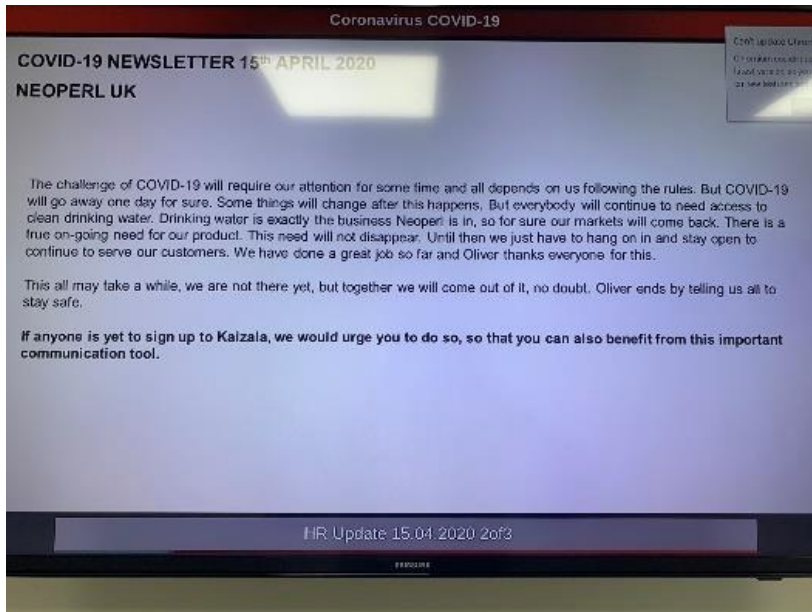 Coronavirus COVID-19
Can't update Chrom
COVID-19 NEWSLETTER 15th APRIL 2020
NEOPERL UK
The challenge of COVID-19 will require our attention for some time and all depends on us following the rules. But COVID-19
will go away one day for sure. Some things will change after this happens. But everybody will continue to need access to
clean drinking water. Drinking water is exactly the business Neoperl is in, so for sure our markets will come back. There is a
true on-going need for our product. This need will not disappear. Until then we just have to hang on in and stay open to
continue to serve our customers. We have done a great job so far and Oliver thanks everyone for this.
This all may take a while, we are not there yet, but together we will come out of it, no doubt. Oliver ends by telling us all to
stay safe.
If anyone is yet to sign up to Kaizala, we would urge you to do so, so that you can also benefit from this important
communication tool.
HR Update 15.04.2020 2of3
SAMSUNG